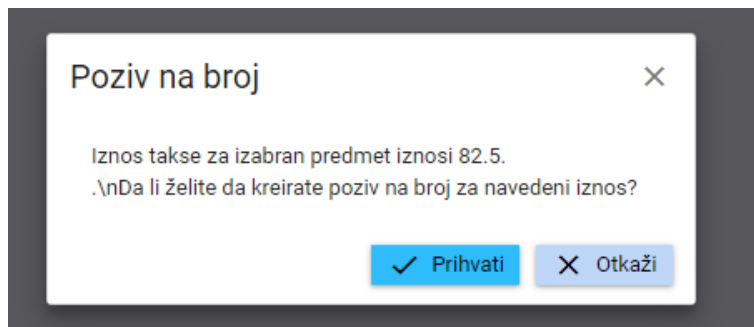 Poziv na broj
Iznos takse za izabran predmet iznosi 82.5.
.\nDa li želite da kreirate poziv na broj za navedeni iznos?
Prihvati
Otkaži